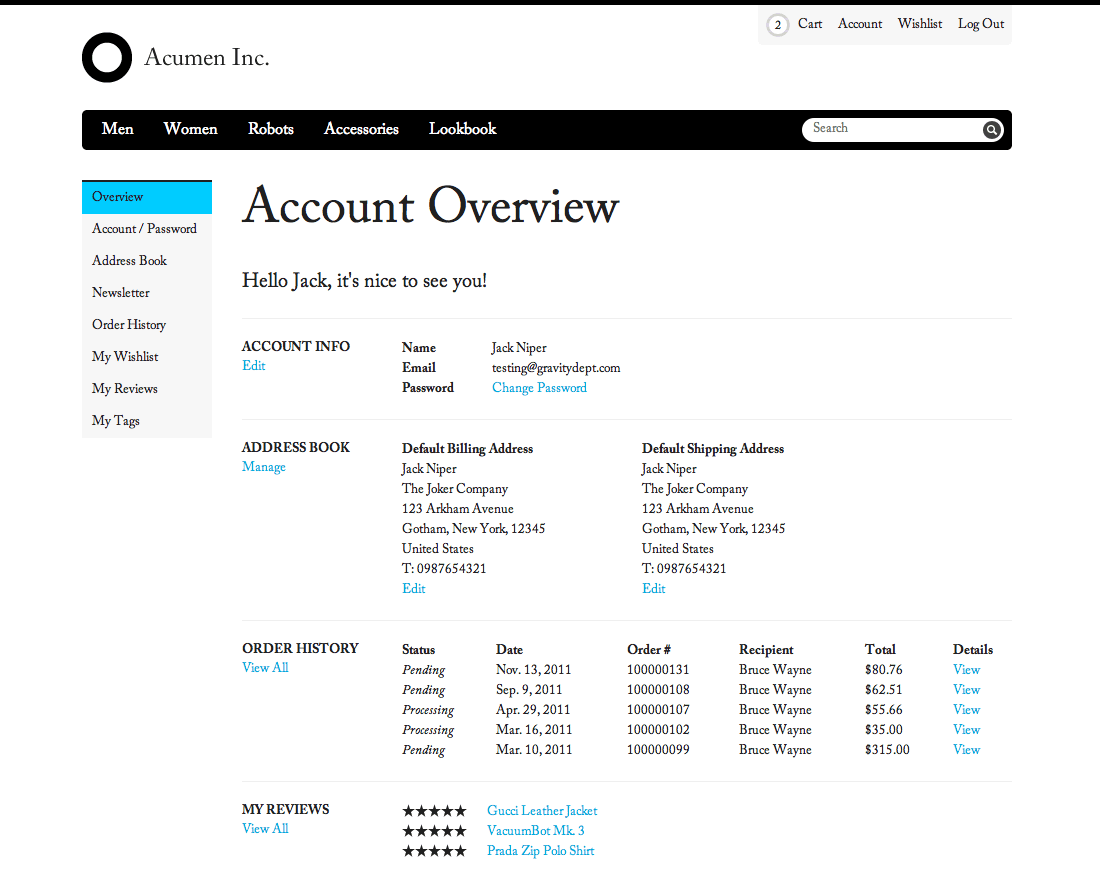 2 Cart Account Wishlist Log Out
Acumen Inc.
Men Women Robots Accessories Lookbook Search
Overview
Account / Password
Address Book
Newsletter
Order History
My Wishlist
My Reviews
My Tags
Account Overview
Hello Jack, it's nice to see you!
ACCOUNT INFO
Edit
Name Jack Niper
Email testing@gravitydept.com
Password Change Password
ADDRESS BOOK
Manage
Default Billing Address
Jack Niper
The Joker Company
123 Arkham Avenue
Gotham, New York, 12345
United States
T: 0987654321
Edit
Default Shipping Address
Jack Niper
The Joker Company
123 Arkham Avenue
Gotham, New York, 12345
United States
T: 0987654321
Edit
ORDER HISTORY
View All
Status Date Order # Recipient Total Details
Pending Nov. 13, 2011 100000131 Bruce Wayne $80.76 View
Pending Sep. 9, 2011 100000108 Bruce Wayne $62.51 View
Processing Apr. 29, 2011 100000107 Bruce Wayne $55.66 View
Processing Mar. 16, 2011 100000102 Bruce Wayne $35.00 View
Pending Mar. 10, 2011 100000099 Bruce Wayne $315.00 View
MY REVIEWS
View All
★★★★★ Gucci Leather Jacket
★★★★★ VacuumBot Mk. 3
★★★★★ Prada Zip Polo Shirt